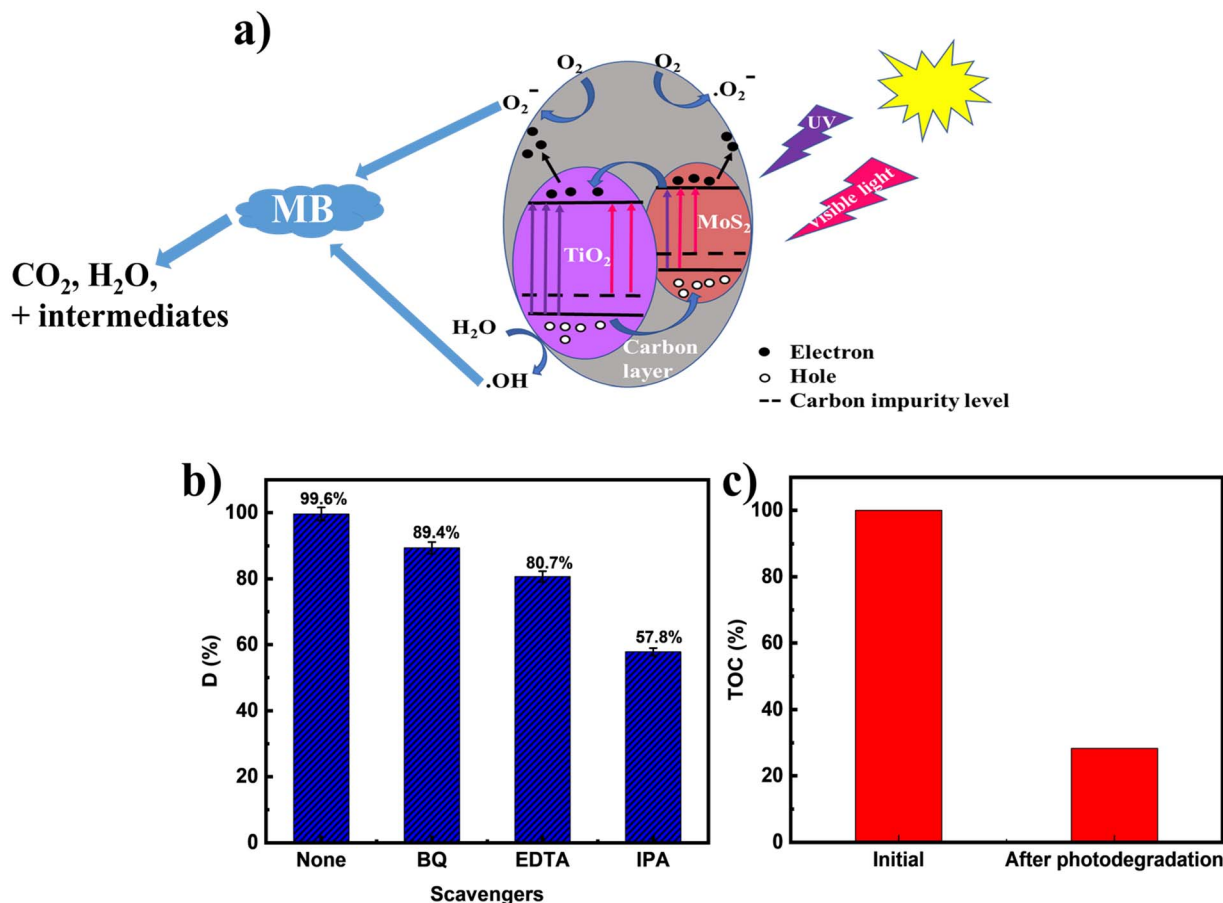 a)
O₂
O₂
O₂⁻
.O₂⁻
UV
Visible light
MB
MoS₂
TiO₂
CO₂, H₂O,
+ intermediates
H₂O
.OH
Carbon
layer
Electron
Hole
Carbon impurity level
b)
D (%)
100
80
60
40
20
0
99.6%
89.4%
80.7%
57.8%
None
BQ
EDTA
IPA
Scavengers
c)
TOC (%)
100
80
60
40
20
0
Initial
After photodegradation